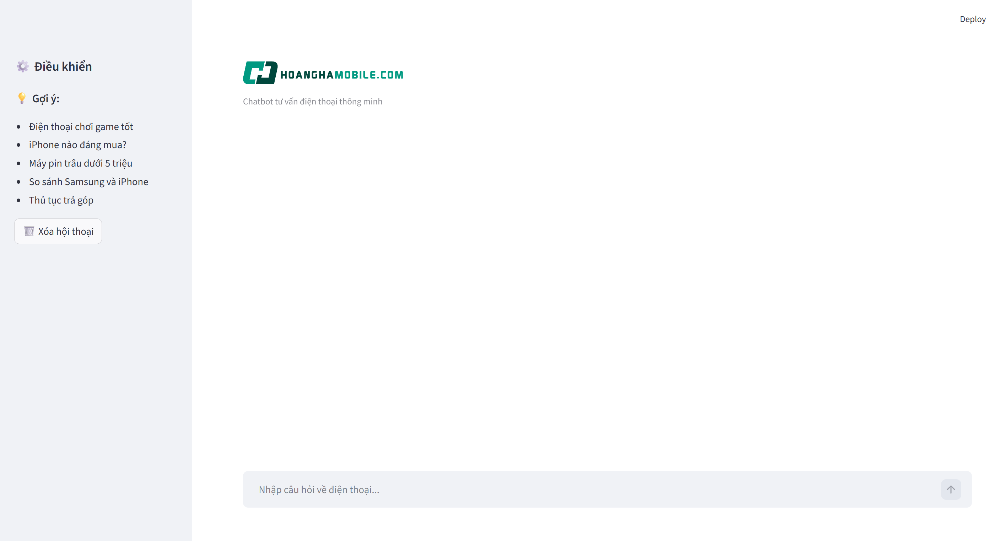 Deploy
Điều khiển
Gợi ý:
Điện thoại chơi game tốt
iPhone nào đáng mua?
Máy pin trâu dưới 5 triệu
So sánh Samsung và iPhone
Thủ tục trả góp
Xóa hội thoại
HOANGHAMOBILE.COM
Chatbot tư vấn điện thoại thông minh
Nhập câu hỏi về điện thoại...